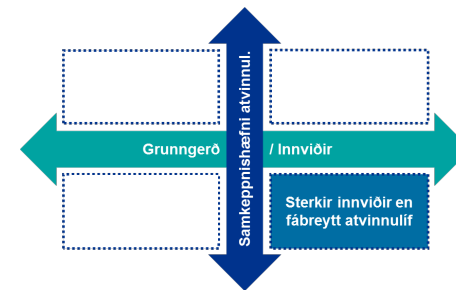 Samkeppnishæfni atvinnul.
Grunngerð / Innviðir
Sterkir innviðir en
fábreytt atvinnulíf